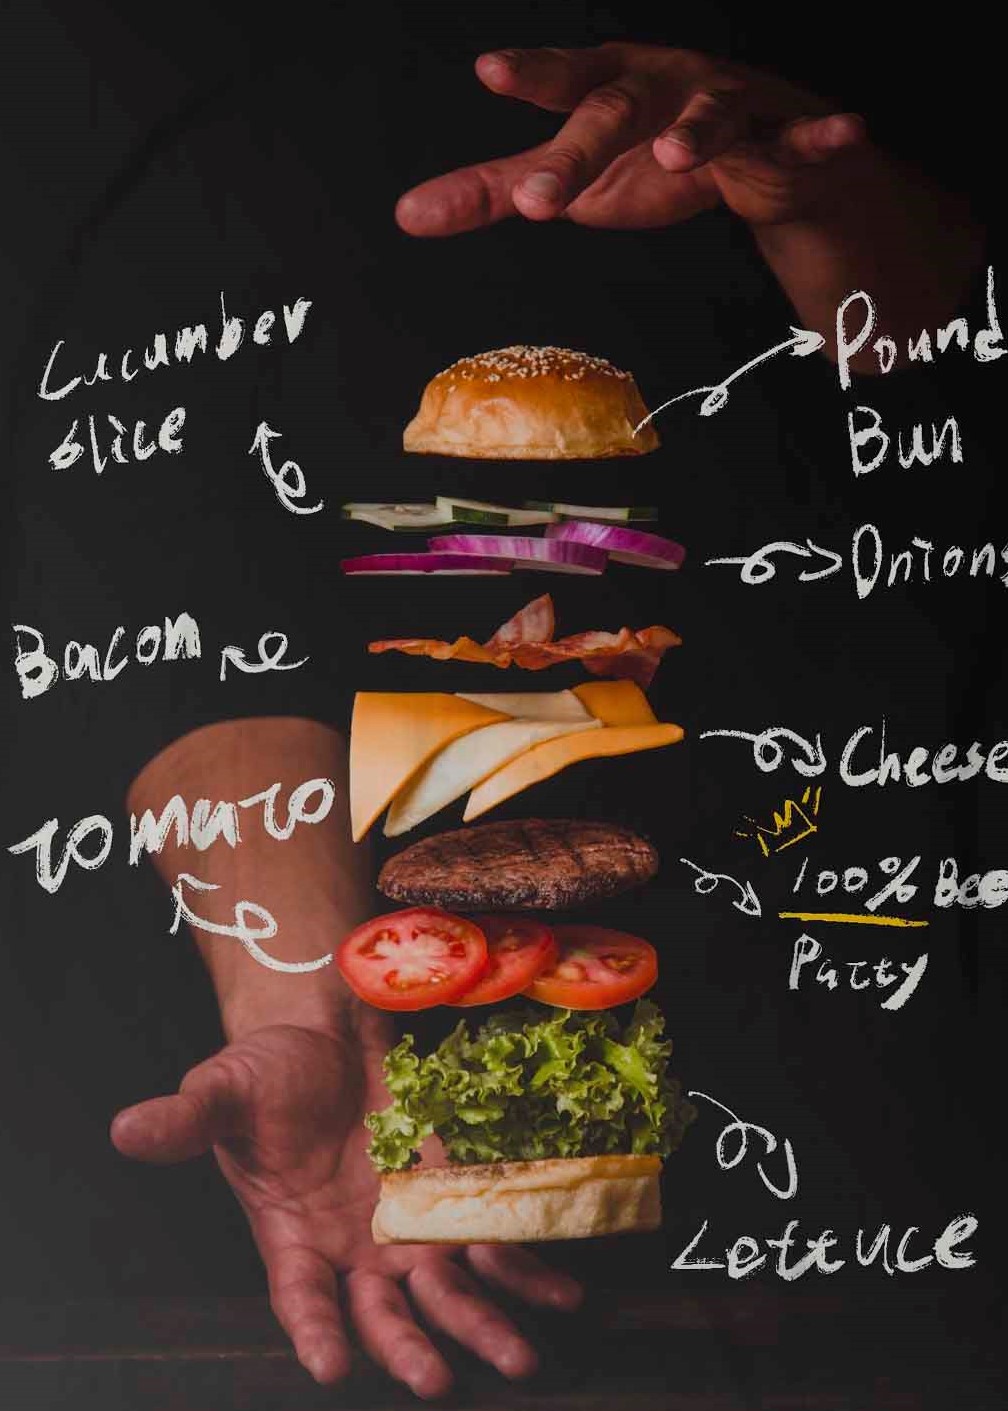 Cucumber
slice
Pound
Bun
Onions
Bacon
Cheese
Tomato
100% Bee
Patty
Lettuce